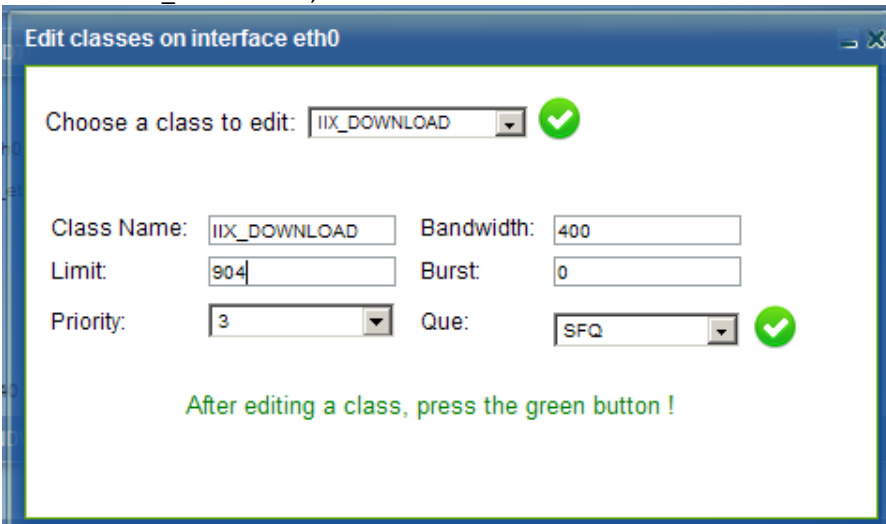 Edit classes on interface eth0
Choose a class to edit: IIX_DOWNLOAD
Class Name: IIX_DOWNLOAD Bandwidth: 400
Limit: 904 Burst: 0
Priority: 3 Que: SFQ
After editing a class, press the green button !